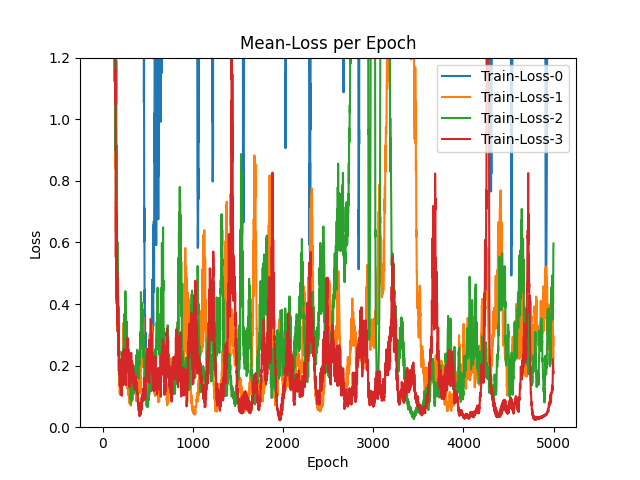 Mean-Loss per Epoch
1.2
1.0
0.8
0.6
0.4
0.2
0.0
Loss
0
1000
2000
3000
4000
5000
Epoch
Train-Loss-0
Train-Loss-1
Train-Loss-2
Train-Loss-3